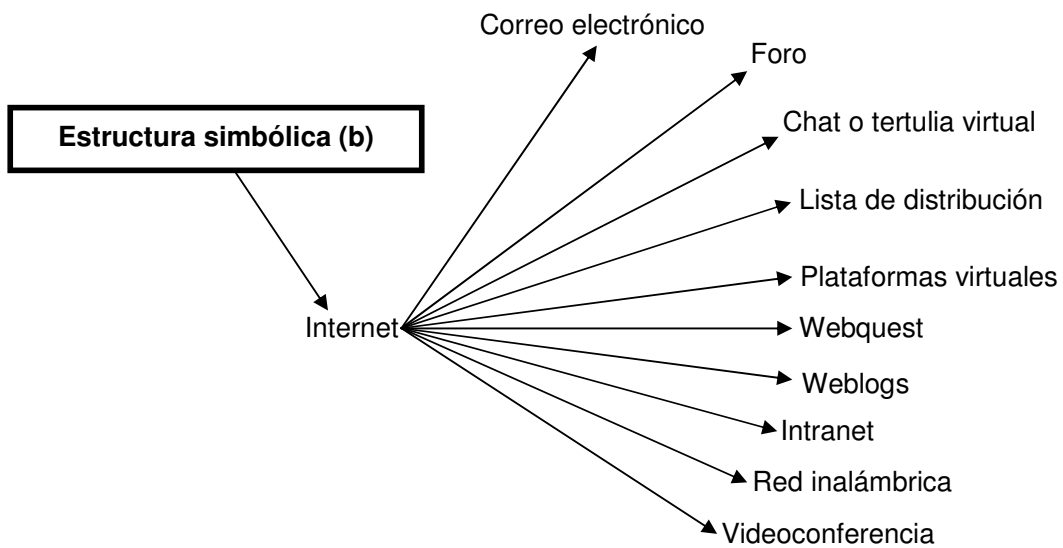 Correo electrónico
Foro
Estructura simbólica (b)
Chat o tertulia virtual
Lista de distribución
Plataformas virtuales
Internet
Webquest
Weblogs
Intranet
Red inalámbrica
Videoconferencia